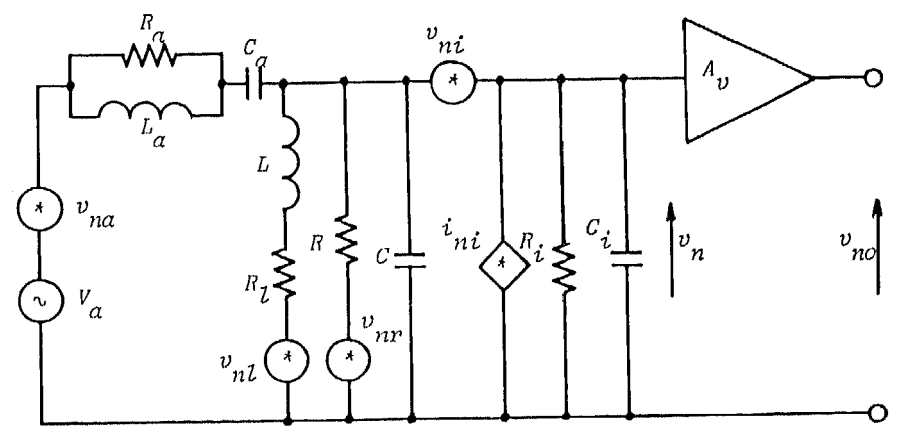 R_a
C_a
v_ni
A_v
L_a
L
v_na
R_l
R
C
i_ni
R_i
C_i
v_n
v_no
V_a
v_nl
v_nr